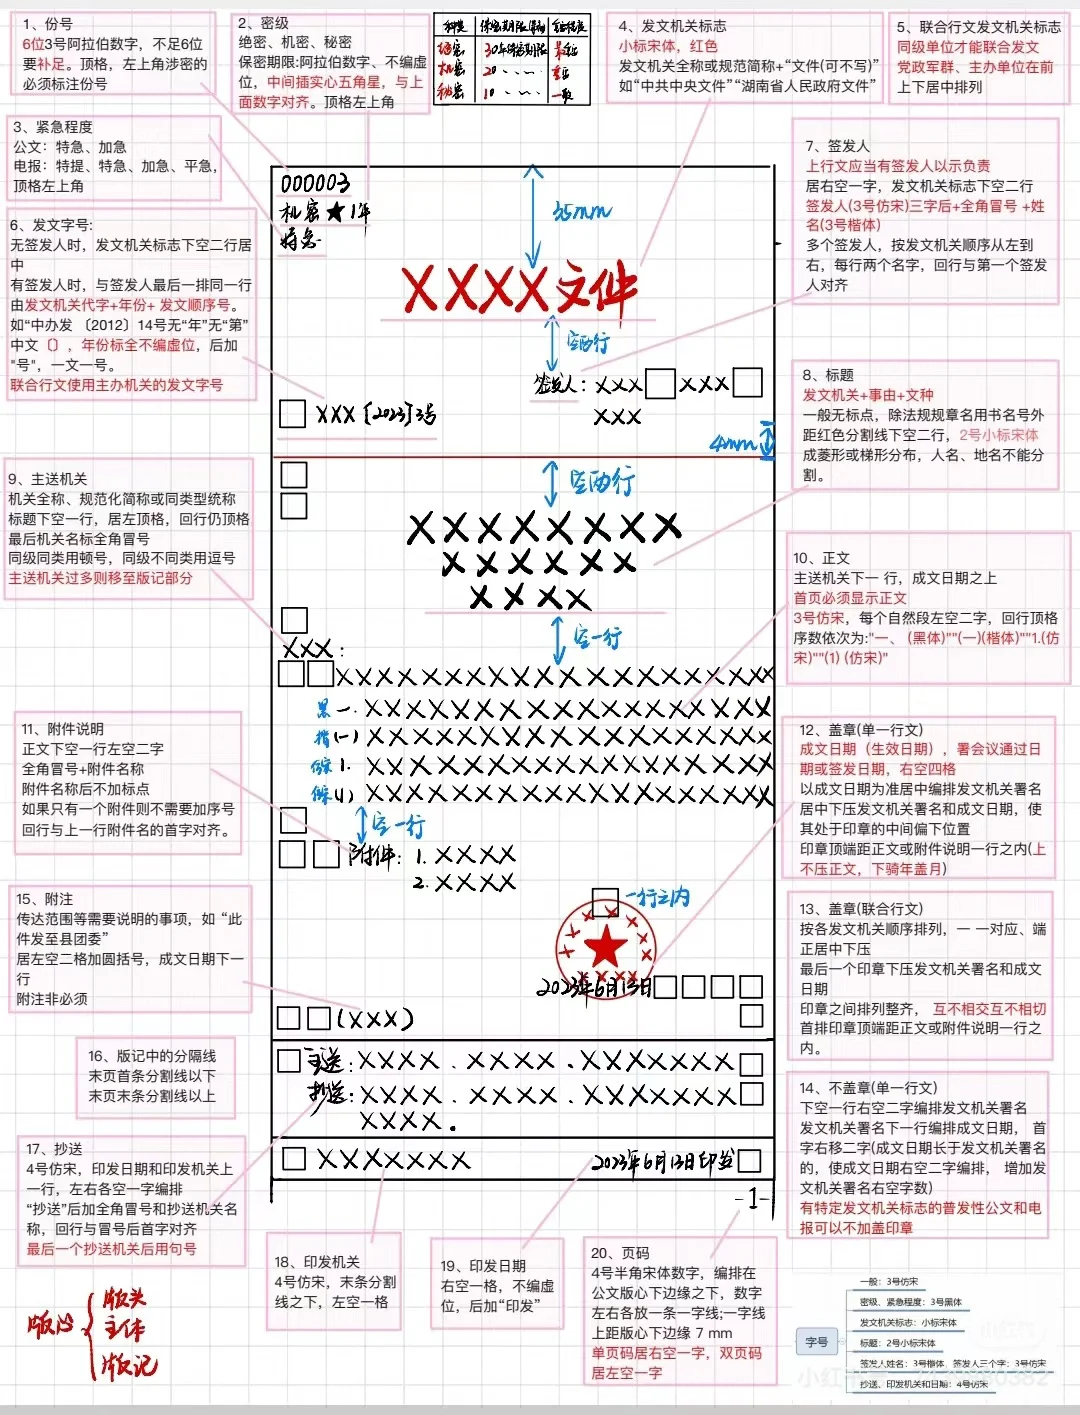 1、份号
6位3号阿拉伯数字，不足6位
要补足。顶格，左上角涉密的
必须标注份号
2、密级
绝密、机密、秘密
保密期限:阿拉伯数字、不编虚
位，中间插实心五角星，与上
面数字对齐。顶格左上角
种类
绝密 30年
机密 20
秘密 10
4、发文机关标志
小标宋体，红色
发文机关全称或规范简称+“文件(可不写)”
如“中共中央文件”“湖南省人民政府文件”
5、联合行文发文机关标志
同级单位才能联合发文
党政军群、主办单位在前
上下居中排列
3、紧急程度
公文：特急、加急
电报：特提、特急、加急、平急，
顶格左上角
6、发文字号:
无签发人时，发文机关标志下空二行居
中
有签发人时，与签发人最后一排同一行
由发文机关代字+年份+ 发文顺序号。
如“中办发 〔2012〕14号无“年”无“第”
中文〔〕，年份标全不编虚位，后加
"号"，一文一号。
联合行文使用主办机关的发文字号
7、签发人
上行文应当有签发人以示负责
居右空一字，发文机关标志下空二行
签发人(3号仿宋)三字后+全角冒号 +姓
名(3号楷体)
多个签发人，按发文机关顺序从左到
右，每行两个名字，回行与第一个签发
人对齐
000003
机密★1年
特急
35mm
XXXX文件
空两行
签发人：XXX□XXX□
XXX
□ XXX〔2023〕3号
4mm
空两行
XXXXXXXX
XXXXXX
XXXX
空一行
XXX：
□□XXXXXXXXXXXXXXXXXXX
黑 一、XXXXXXXXXXXXXXXXXX
楷 (一) XXXXXXXXXXXXXXXXXX
仿宋 1. XXXXXXXXXXXXXXXXXX
仿宋 (1) XXXXXXXXXXXXXXXXXX
空一行
□□附件：1. XXXX
2. XXXX
一行之内
2023年6月13日□□□□
□□(XXX)
□主送：XXXX、XXXX、XXXXXXX□
抄送：XXXX、XXXX、XXXXXXX□
XXXX。
□ XXXXXXX 2023年6月13日印发□
-1-
8、标题
发文机关+事由+文种
一般无标点，除法规规章名用书名号外
距红色分割线下空二行，2号小标宋体
成菱形或梯形分布，人名、地名不能分
割。
9、主送机关
机关全称、规范化简称或同类型统称
标题下空一行，居左顶格，回行仍顶格
最后机关名标全角冒号
同级同类用顿号，同级不同类用逗号
主送机关过多则移至版记部分
10、正文
主送机关下一 行，成文日期之上
首页必须显示正文
3号仿宋，每个自然段左空二字，回行顶格
序数依次为:"一、 (黑体)""(一)(楷体)""1.(仿
宋)""(1) (仿宋)"
11、附件说明
正文下空一行左空二字
全角冒号+附件名称
附件名称后不加标点
如果只有一个附件则不需要加序号
回行与上一行附件名的首字对齐。
12、盖章(单一行文)
成文日期（生效日期），署会议通过日
期或签发日期，右空四格
以成文日期为准居中编排发文机关署名
居中下压发文机关署名和成文日期，使
其处于印章的中间偏下位置
印章顶端距正文或附件说明一行之内(上
不压正文，下骑年盖月)
13、盖章(联合行文)
按各发文机关顺序排列，一 一对应、端
正居中下压
最后一个印章下压发文机关署名和成文
日期
印章之间排列整齐， 互不相交互不相切
首排印章顶端距正文或附件说明一行之
内。
14、不盖章(单一行文)
下空一行右空二字编排发文机关署名
发文机关署名下一行编排成文日期， 首
字右移二字(成文日期长于发文机关署名
的，使成文日期右空二字编排， 增加发
文机关署名右空字数)
有特定发文机关标志的普发性公文和电
报可以不加盖印章
15、附注
传达范围等需要说明的事项，如 “此
件发至县团委”
居左空二格加圆括号，成文日期下一
行
附注非必须
16、版记中的分隔线
末页首条分割线以下
末页末条分割线以上
17、抄送
4号仿宋，印发日期和印发机关上
一行，左右各空一字编排
“抄送”后加全角冒号和抄送机关名
称，回行与冒号后首字对齐
最后一个抄送机关后用句号
18、印发机关
4号仿宋，末条分割
线之下，左空一格
19、印发日期
右空一格，不编虚
位，后加“印发”
20、页码
4号半角宋体数字，编排在
公文版心下边缘之下，数字
左右各放一条一字线;一字线
上距版心下边缘 7 mm
单页码居右空一字，双页码
居左空一字
版心
版头
主体
版记
字号
一般：3号仿宋
密级、紧急程度：3号黑体
发文机关标志：小标宋体
标题：2号小标宋体
签发人姓名：3号楷体，签发人三个字：3号仿宋
抄送、印发机关和日期：4号仿宋